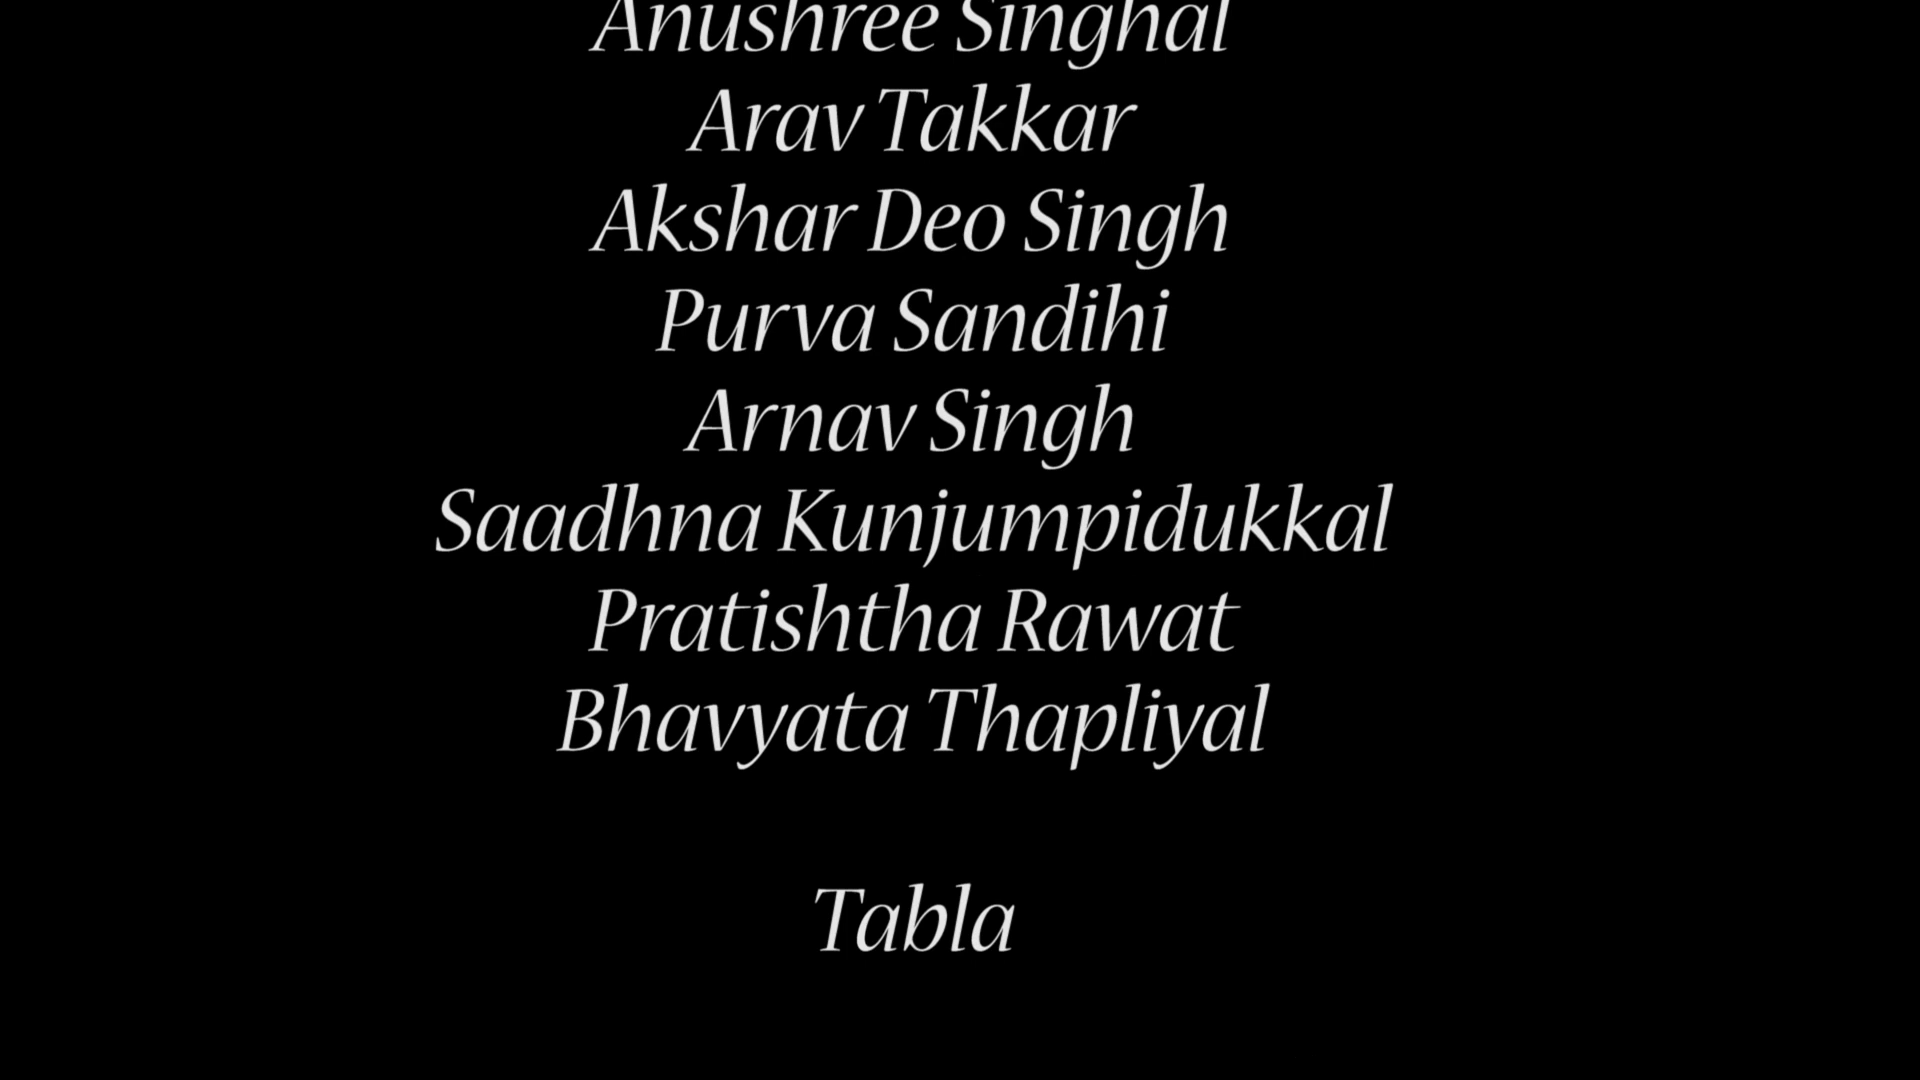 Anushree Singhal
Arav Takkar
Akshar Deo Singh
Purva Sandihi
Arnav Singh
Saadhna Kunjumpidukkal
Pratishtha Rawat
Bhavyata Thapliyal
Tabla